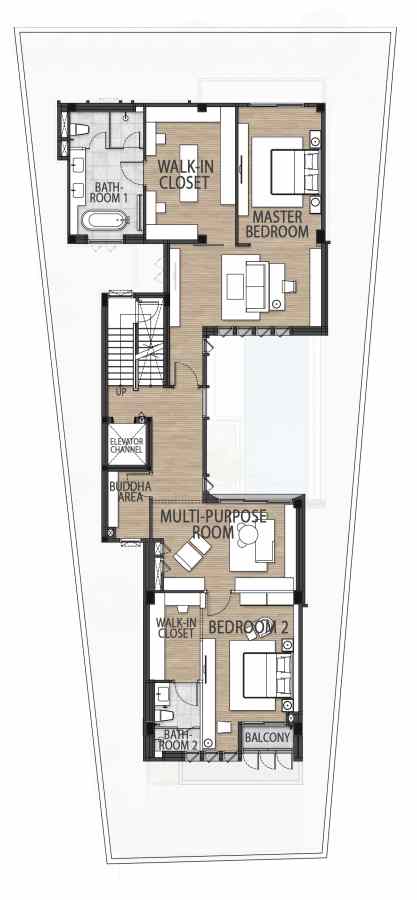 WALK-IN
CLOSET
BATH-
ROOM 1
MASTER
BEDROOM
UP
ELEVATOR
CHANNEL
BUDDHA
AREA
MULTI-PURPOSE
ROOM
WALK-IN
CLOSET
BEDROOM 2
BATH-
ROOM 2
BALCONY